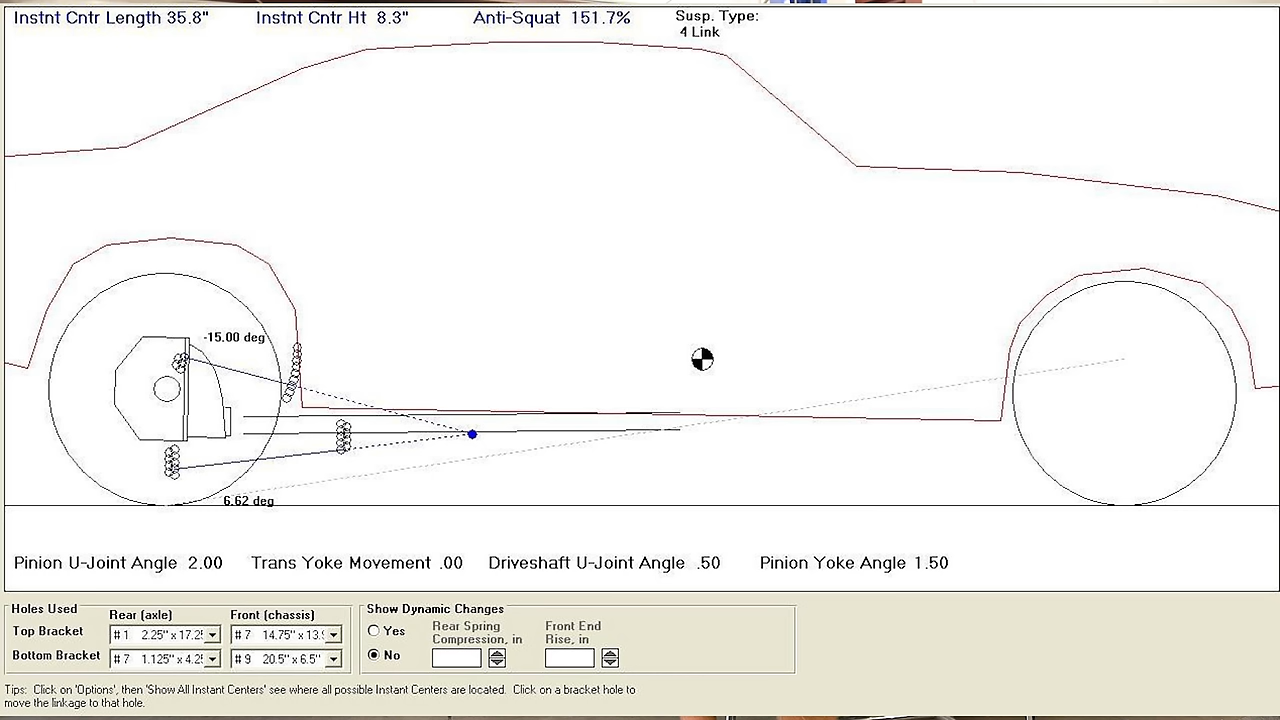 Instnt Cntr Length 35.8" Instnt Cntr Ht 8.3" Anti-Squat 151.7% Susp. Type:
4 Link
-15.00 deg
6.62 deg
Pinion U-Joint Angle 2.00 Trans Yoke Movement .00 Driveshaft U-Joint Angle .50 Pinion Yoke Angle 1.50
Holes Used
Rear (axle) Front (chassis)
Top Bracket #1 2.25" x 17.2 #7 14.75" x 13.
Bottom Bracket #7 1.125" x 4.2 #9 20.5" x 6.5"
Show Dynamic Changes
Yes
No
Rear Spring
Compression, in
Front End
Rise, in
Tips: Click on 'Options', then 'Show All Instant Centers' see where all possible Instant Centers are located. Click on a bracket hole to
move the linkage to that hole.